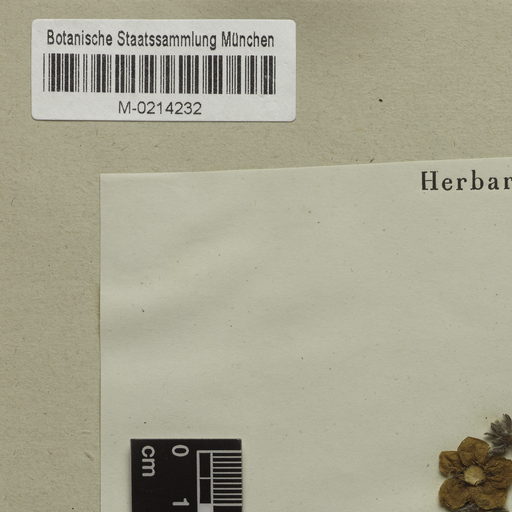 Botanische Staatssammlung München
M-0214232
Herbar
cm
0
1